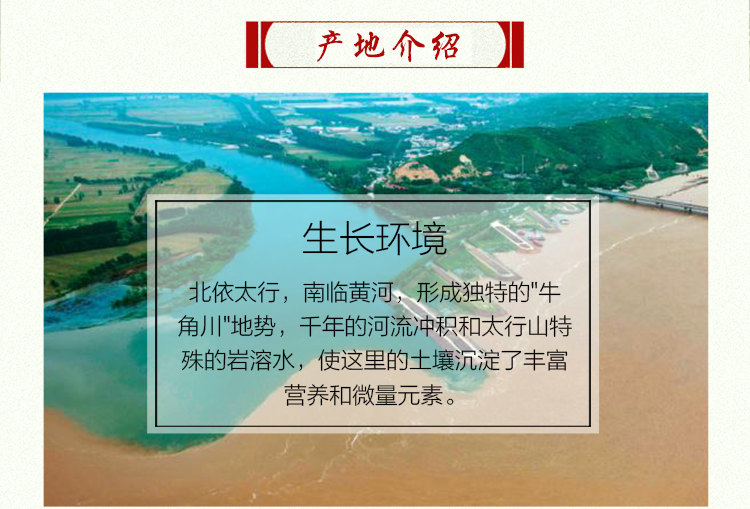 产地介绍
生长环境
北依太行，南临黄河，形成独特的"牛
角川"地势，千年的河流冲积和太行山特
殊的岩溶水，使这里的土壤沉淀了丰富
营养和微量元素。